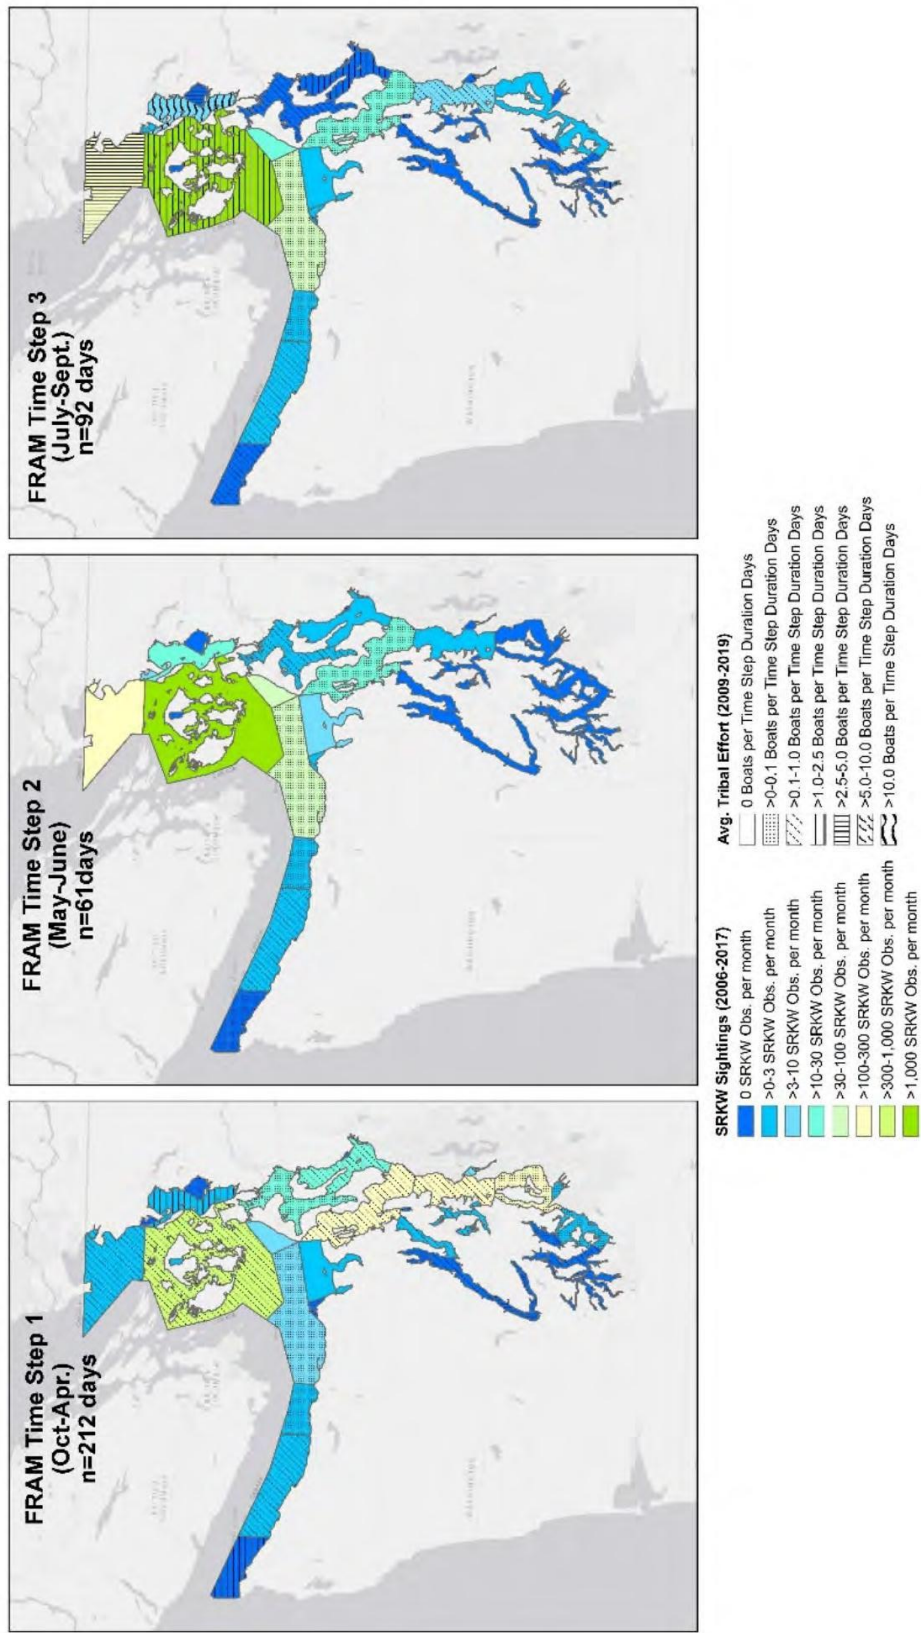 FRAM Time Step 1
(Oct-Apr.)
n=212 days
FRAM Time Step 2
(May-June)
n=61days
FRAM Time Step 3
(July-Sept.)
n=92 days
WASHINGTON
WASHINGTON
WASHINGTON
SRKW Sightings (2006-2017)
0 SRKW Obs. per month
>0-3 SRKW Obs. per month
>3-10 SRKW Obs. per month
>10-30 SRKW Obs. per month
>30-100 SRKW Obs. per month
>100-300 SRKW Obs. per month
>300-1,000 SRKW Obs. per month
>1,000 SRKW Obs. per month
Avg. Tribal Effort (2009-2019)
0 Boats per Time Step Duration Days
>0-0.1 Boats per Time Step Duration Days
>0.1-1.0 Boats per Time Step Duration Days
>1.0-2.5 Boats per Time Step Duration Days
>2.5-5.0 Boats per Time Step Duration Days
>5.0-10.0 Boats per Time Step Duration Days
>10.0 Boats per Time Step Duration Days